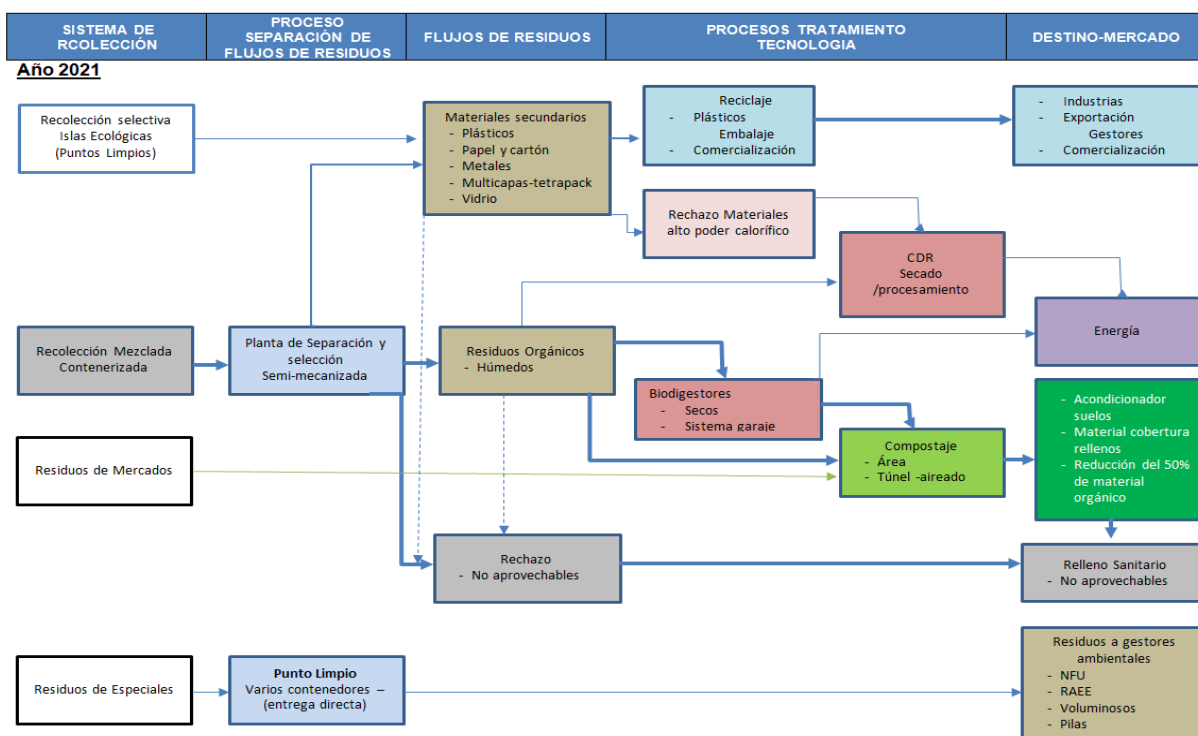 SISTEMA DE
RCOLECCIÓN
PROCESO
SEPARACIÓN DE
FLUJOS DE RESIDUOS
FLUJOS DE RESIDUOS
PROCESOS TRATAMIENTO
TECNOLOGIA
DESTINO-MERCADO
Año 2021
Recolección selectiva
Islas Ecológicas
(Puntos Limpios)
Materiales secundarios
- Plásticos
- Papel y cartón
- Metales
- Multicapas-tetrapack
- Vidrio
Reciclaje
- Plásticos
Embalaje
- Comercialización
- Industrias
- Exportación
Gestores
- Comercialización
Rechazo Materiales
alto poder calorífico
CDR
Secado
/procesamiento
Energía
Recolección Mezclada
Contenerizada
Planta de Separación y
selección
Semi-mecanizada
Residuos Orgánicos
- Húmedos
Biodigestores
- Secos
- Sistema garaje
Compostaje
- Área
- Túnel -aireado
- Acondicionador
suelos
- Material cobertura
rellenos
- Reducción del 50%
de material
orgánico
Residuos de Mercados
Rechazo
- No aprovechables
Relleno Sanitario
- No aprovechables
Residuos de Especiales
Punto Limpio
Varios contenedores –
(entrega directa)
Residuos a gestores
ambientales
- NFU
- RAEE
- Voluminosos
- Pilas